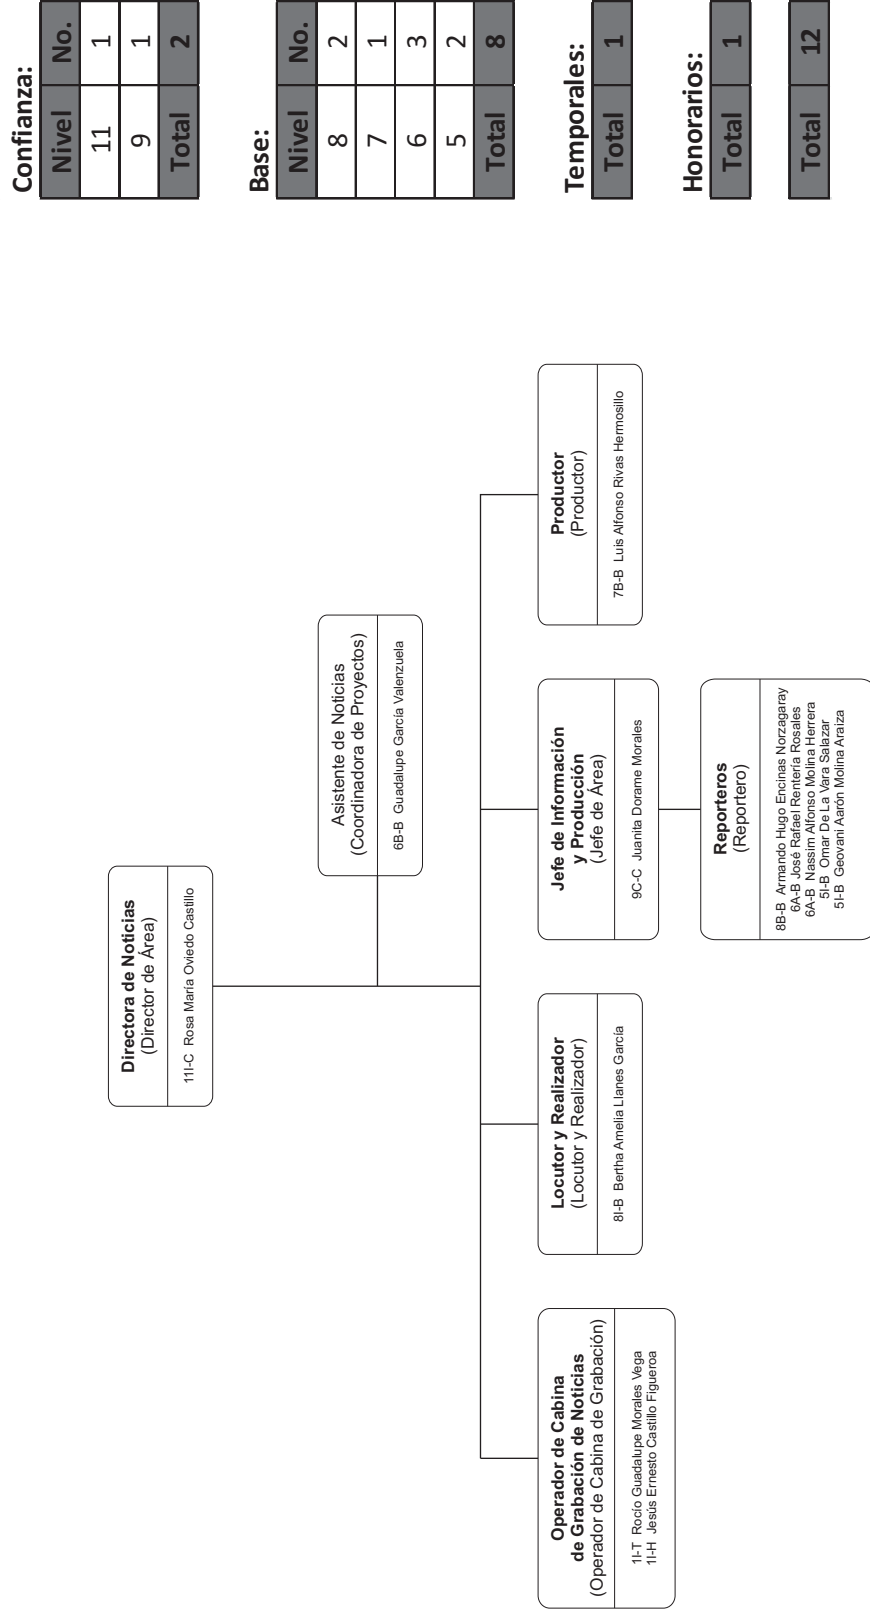 Directora de Noticias
(Director de Área)
11I-C Rosa María Oviedo Castillo
Asistente de Noticias
(Coordinadora de Proyectos)
6B-B Guadalupe García Valenzuela
Operador de Cabina
de Grabación de Noticias
(Operador de Cabina de Grabación)
1I-T Rocío Guadalupe Morales Vega
1I-H Jesús Ernesto Castillo Figueroa
Locutor y Realizador
(Locutor y Realizador)
8I-B Bertha Amelia Llanes García
Jefe de Información
y Producción
(Jefe de Área)
9C-C Juanita Dorame Morales
Productor
(Productor)
7B-B Luis Alfonso Rivas Hermosillo
Reporteros
(Reportero)
8B-B Armando Hugo Encinas Norzagaray
6A-B José Rafael Rentería Rosales
6A-B Nassim Alfonso Molina Herrera
5I-B Omar De La Vara Salazar
5I-B Geovani Aarón Molina Araiza
Confianza:
Nivel No.
11 1
9 1
Total 2
Base:
Nivel No.
8 2
7 1
6 3
5 2
Total 8
Temporales:
Total 1
Honorarios:
Total 1
Total 12